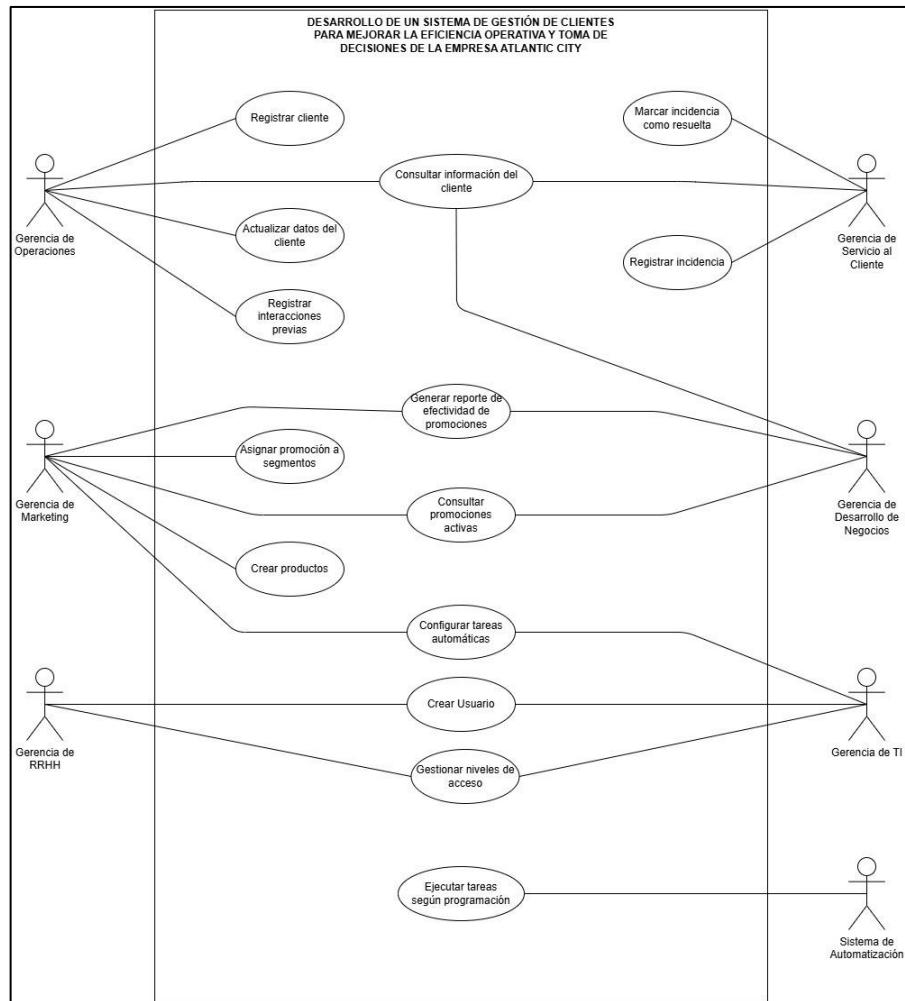 DESARROLLO DE UN SISTEMA DE GESTIÓN DE CLIENTES
PARA MEJORAR LA EFICIENCIA OPERATIVA Y TOMA DE
DECISIONES DE LA EMPRESA ATLANTIC CITY
Registrar cliente
Marcar incidencia
como resuelta
Consultar información del
cliente
Gerencia de
Operaciones
Actualizar datos del
cliente
Gerencia de
Servicio al
Cliente
Registrar incidencia
Registrar
interacciones
previas
Generar reporte de
efectividad de
promociones
Asignar promoción a
segmentos
Gerencia de
Marketing
Consultar
promociones
activas
Gerencia de
Desarrollo de
Negocios
Crear productos
Configurar tareas
automáticas
Crear Usuario
Gerencia de
RRHH
Gerencia de TI
Gestionar niveles de
acceso
Ejecutar tareas
según programación
Sistema de
Automatización